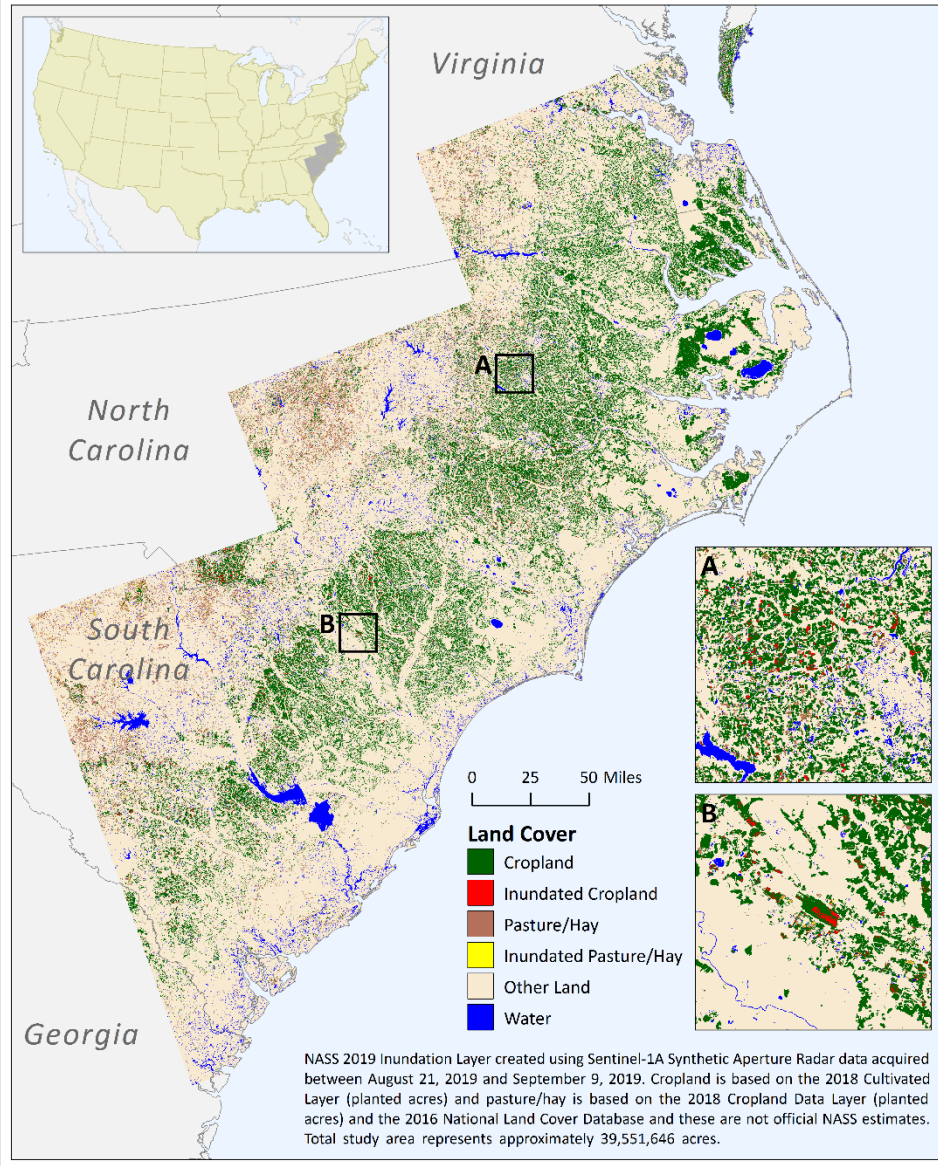 Virginia
North
Carolina
South
Carolina
Georgia
A
B
A
B
0 25 50 Miles
Land Cover
Cropland
Inundated Cropland
Pasture/Hay
Inundated Pasture/Hay
Other Land
Water
NASS 2019 Inundation Layer created using Sentinel-1A Synthetic Aperture Radar data acquired
between August 21, 2019 and September 9, 2019. Cropland is based on the 2018 Cultivated
Layer (planted acres) and pasture/hay is based on the 2018 Cropland Data Layer (planted
acres) and the 2016 National Land Cover Database and these are not official NASS estimates.
Total study area represents approximately 39,551,646 acres.